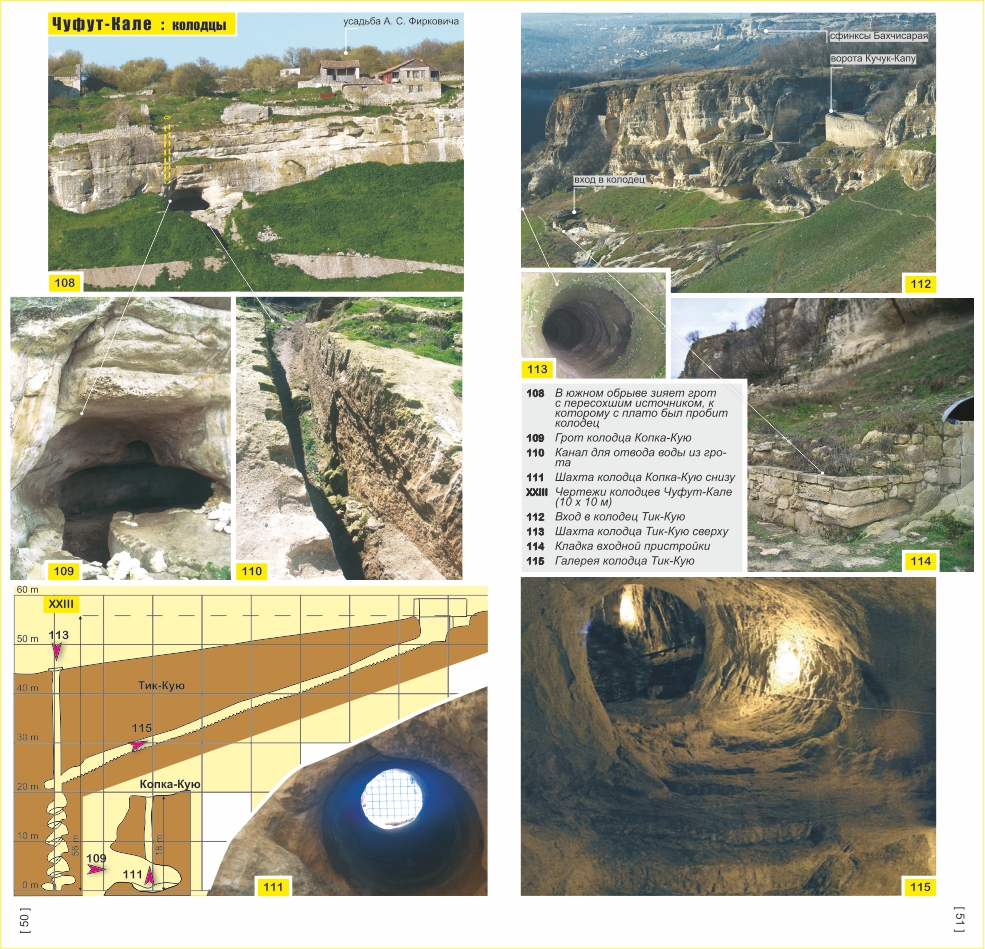 Чуфут-Кале : колодцы
усадьба А. С. Фирковича
108
109
110
XXIII
60 m
50 m
40 m
30 m
20 m
10 m
0 m
113
Тик-Кую
115
Копка-Кую
109
111
56 m
18 m
111
[ 50 ]
сфинксы Бахчисарая
ворота Кучук-Капу
вход в колодец
112
113
108 В южном обрыве зияет грот
с пересохшим источником, к
которому с плато был пробит
колодец
109 Грот колодца Копка-Кую
110 Канал для отвода воды из гро-
та
111 Шахта колодца Копка-Кую снизу
XXIII Чертежи колодцев Чуфут-Кале
(10 x 10 м)
112 Вход в колодец Тик-Кую
113 Шахта колодца Тик-Кую сверху
114 Кладка входной пристройки
115 Галерея колодца Тик-Кую
114
115
[ 51 ]